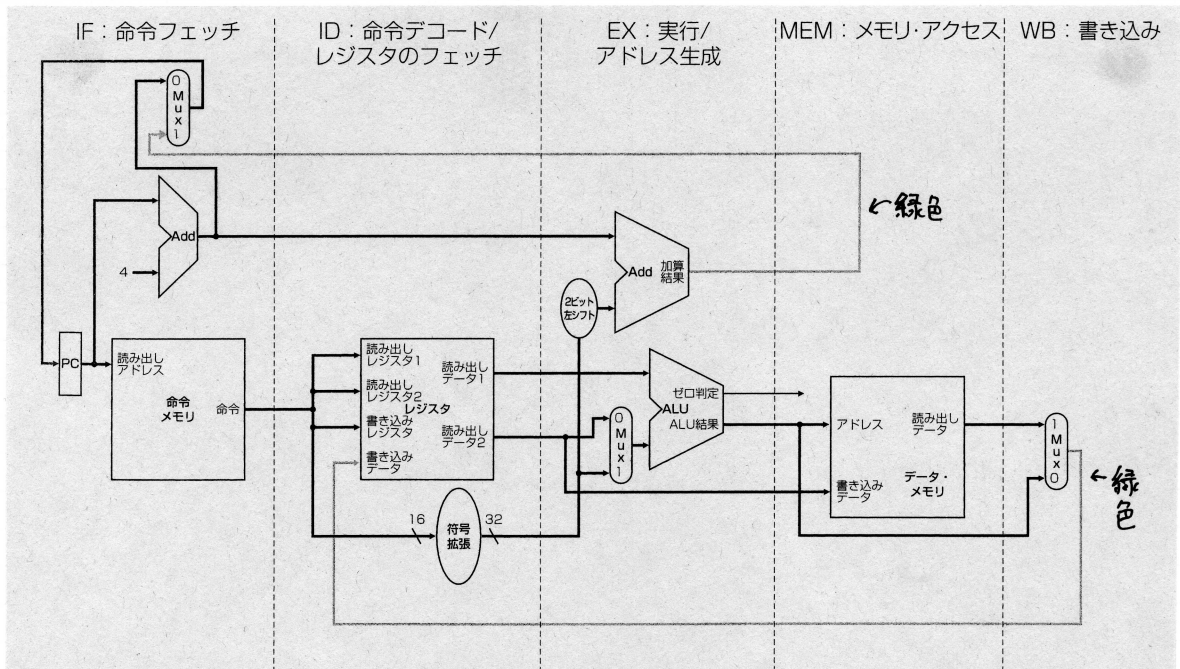 IF：命令フェッチ
ID：命令デコード/
レジスタのフェッチ
EX：実行/
アドレス生成
MEM：メモリ・アクセス
WB：書き込み
0
Mux
1
Add
4
←緑色
Add
加算
結果
2ビット
左シフト
PC
読み出し
アドレス
命令
メモリ
命令
読み出し
レジスタ1
読み出し
レジスタ2
書き込み
レジスタ
書き込み
データ
レジスタ
読み出し
データ1
読み出し
データ2
16
符号
拡張
32
0
Mux
1
ゼロ判定
ALU
ALU結果
アドレス
読み出し
データ
書き込み
データ
データ・
メモリ
1
Mux
0
←緑
色